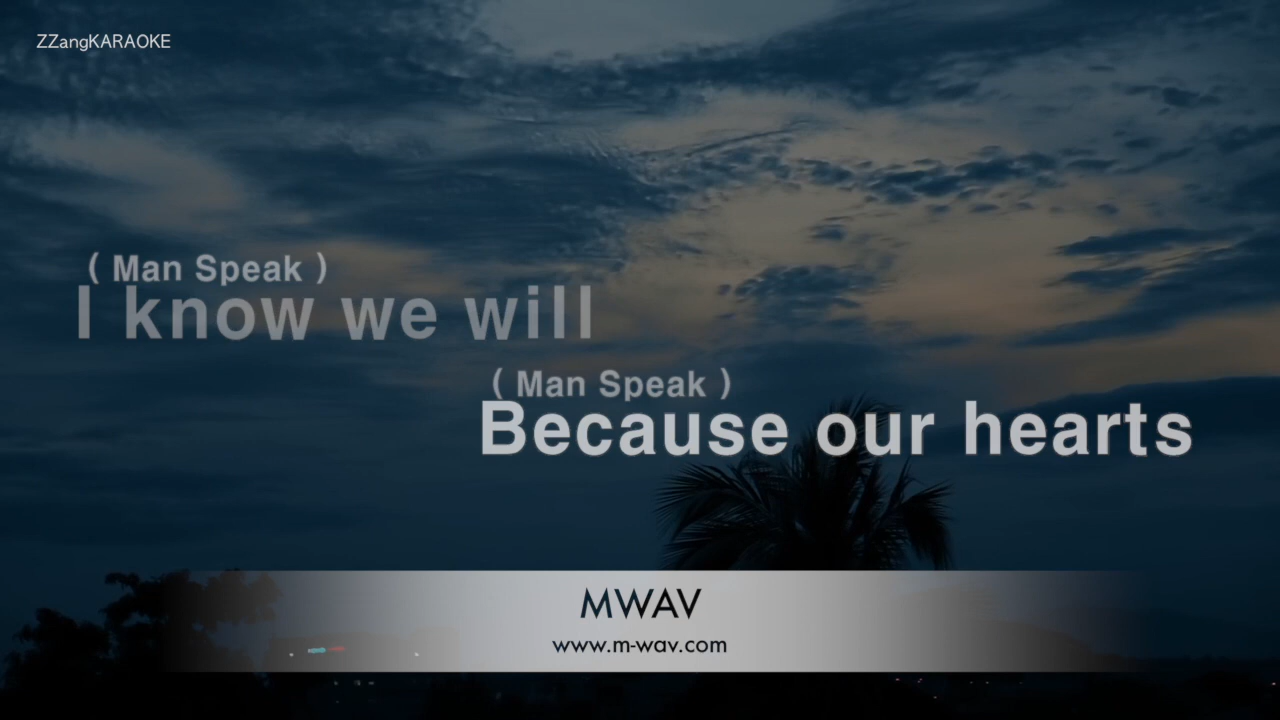 ZZangKARAOKE
( Man Speak )
I know we will
( Man Speak )
Because our hearts
MWAV
www.m-wav.com